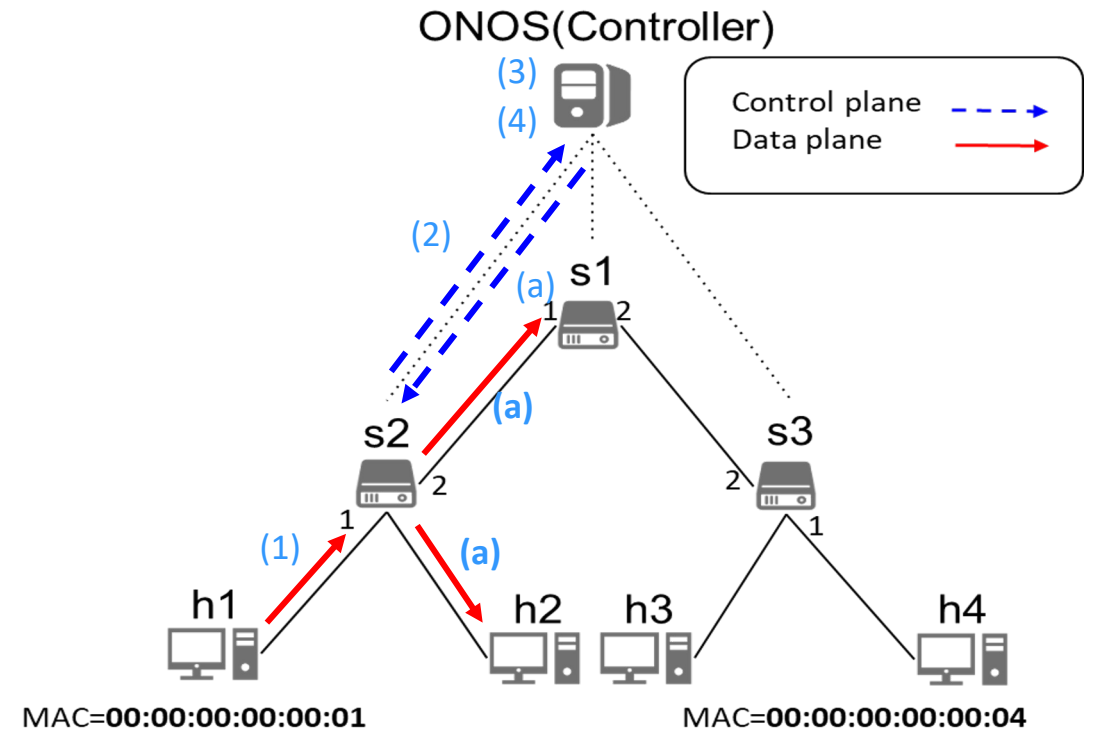 ONOS(Controller)
(3)
(4)
Control plane
Data plane
(2)
s1
(a)
1
2
(a)
s2
s3
2
2
1
1
(1)
(a)
h1
h2
h3
h4
MAC=00:00:00:00:00:01
MAC=00:00:00:00:00:04